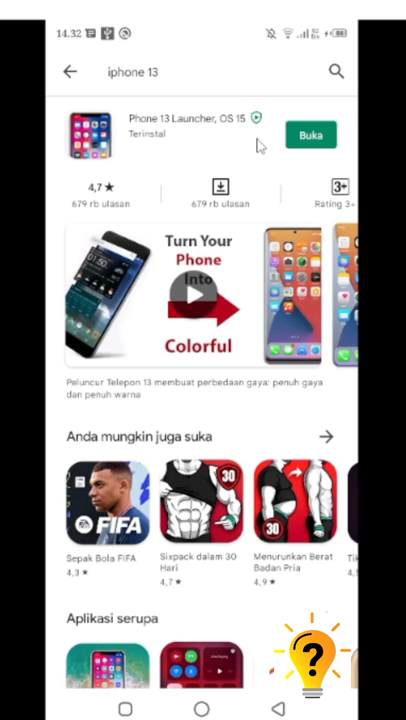 14.32
iphone 13
Phone 13 Launcher, OS 15
Terinstal
Buka
4,7★
679 rb ulasan
679 rb ulasan
3+
Rating 3+
Turn Your
Phone
Into
Colorful
Peluncur Telepon 13 membuat perbedaan gaya: penuh gaya
dan penuh warna
Anda mungkin juga suka
EA SPORTS FIFA
30
30
Sepak Bola FIFA
4,3 ★
Sixpack dalam 30
Hari
4,7 ★
Menurunkan Berat
Badan Pria
4,9 ★
Aplikasi serupa
?